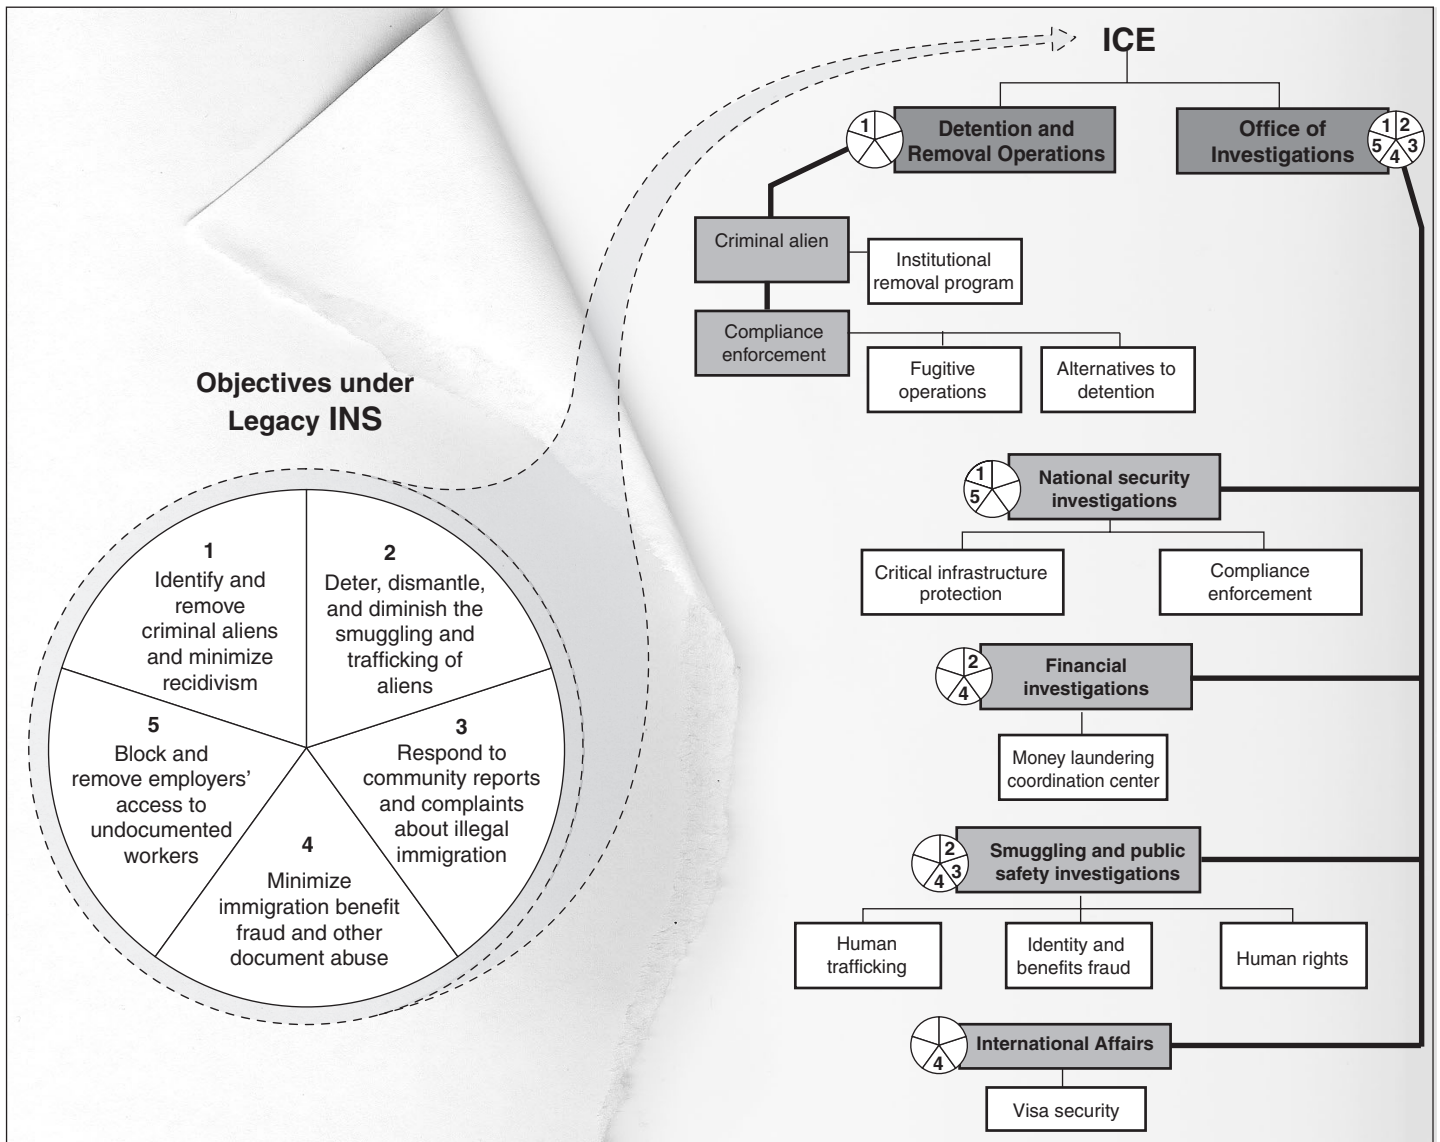 ICE
1
Detention and
Removal Operations
Office of
Investigations
1 2
5 3
4
Criminal alien
Institutional
removal program
Compliance
enforcement
Fugitive
operations
Alternatives to
detention
Objectives under
Legacy INS
1
Identify and
remove
criminal aliens
and minimize
recidivism
2
Deter, dismantle,
and diminish the
smuggling and
trafficking of
aliens
3
Respond to
community reports
and complaints
about illegal
immigration
4
Minimize
immigration benefit
fraud and other
document abuse
5
Block and
remove employers'
access to
undocumented
workers
1
5
National security
investigations
Critical infrastructure
protection
Compliance
enforcement
2
4
Financial
investigations
Money laundering
coordination center
2
3
4
Smuggling and public
safety investigations
Human
trafficking
Identity and
benefits fraud
Human rights
4
International Affairs
Visa security